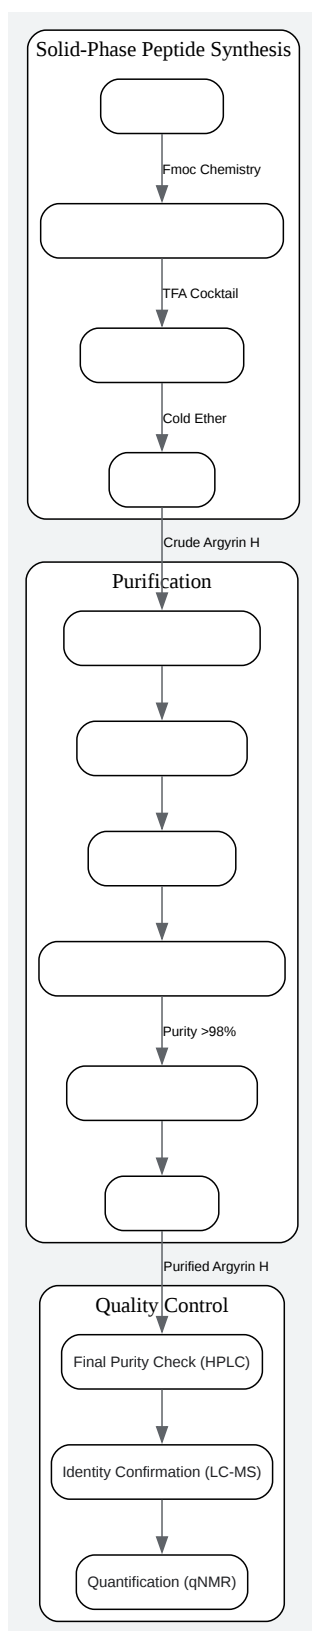 Solid-Phase Peptide Synthesis
Fmoc Chemistry
TFA Cocktail
Cold Ether
Crude Argyrin H
Purification
Purity >98%
Purified Argyrin H
Quality Control
Final Purity Check (HPLC)
Identity Confirmation (LC-MS)
Quantification (qNMR)